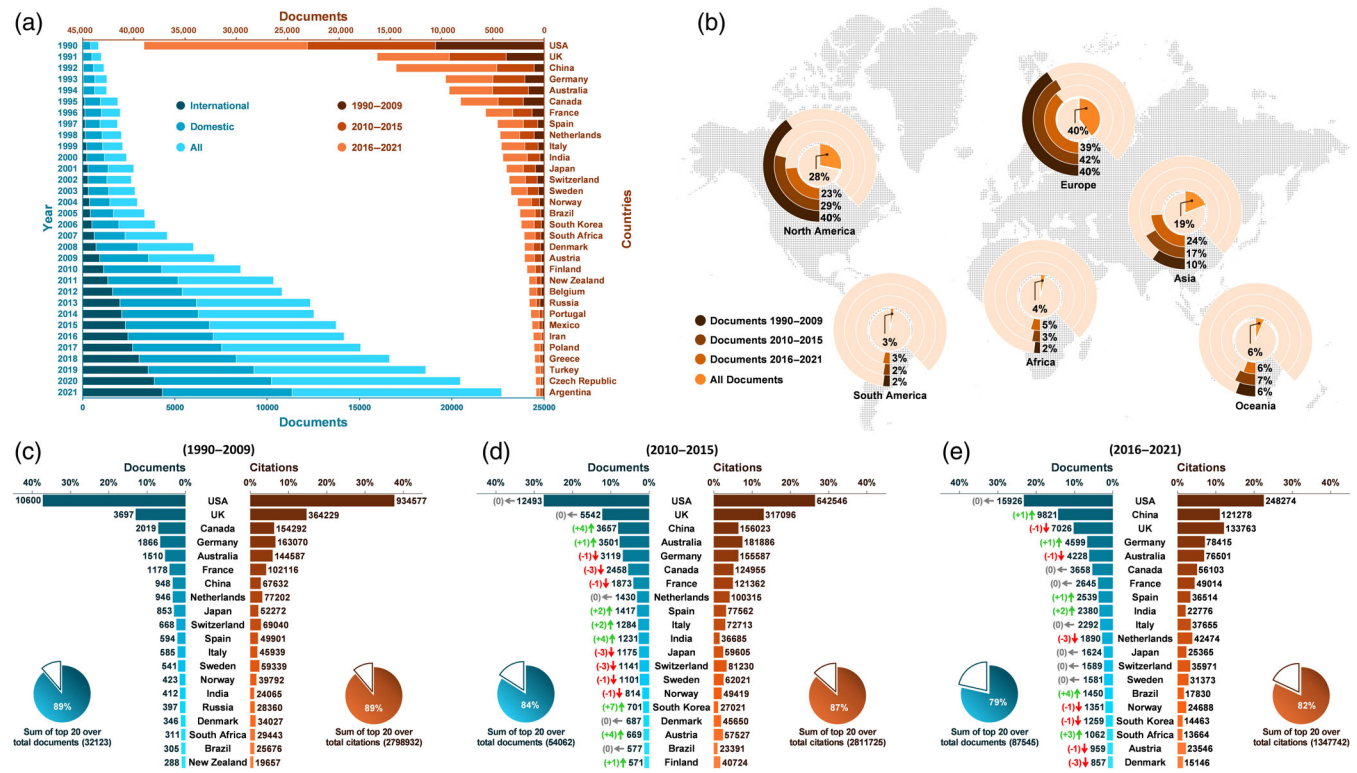 (a)
Documents
45,000 40,000 35,000 30,000 25,000 20,000 15,000 10,000 5,000 0
1990 USA
1991 UK
1992 China
1993 Germany
1994 Australia
1995 International 1990–2009 Canada
1996 France
1997 Domestic 2010–2015 Spain
1998 Netherlands
1999 All 2016–2021 Italy
2000 India
2001 Japan
2002 Switzerland
2003 Sweden
2004 Norway
2005 Brazil
2006 South Korea
2007 South Africa
2008 Denmark
2009 Austria
2010 Finland
2011 New Zealand
2012 Belgium
2013 Russia
2014 Portugal
2015 Mexico
2016 Iran
2017 Poland
2018 Greece
2019 Turkey
2020 Czech Republic
2021 Argentina
Year
Countries
0 5000 10000 15000 20000 25000
Documents
(b)
28%
23%
29%
40%
North America
40%
39%
42%
40%
Europe
19%
24%
17%
10%
Asia
3%
3%
2%
2%
South America
4%
5%
3%
2%
Africa
6%
6%
7%
6%
Oceania
Documents 1990–2009
Documents 2010–2015
Documents 2016–2021
All Documents
(c)
(1990–2009)
Documents Citations
40% 30% 20% 10% 0% 0% 10% 20% 30% 40%
10600 USA 934577
3697 UK 364229
2019 Canada 154292
1866 Germany 163070
1510 Australia 144587
1178 France 102116
948 China 67632
946 Netherlands 77202
853 Japan 52272
668 Switzerland 69040
594 Spain 49901
585 Italy 45939
541 Sweden 59339
423 Norway 39792
412 India 24065
397 Russia 28360
346 Denmark 34027
311 South Africa 29443
305 Brazil 25676
288 New Zealand 19657
89%
Sum of top 20 over
total documents (32123)
89%
Sum of top 20 over
total citations (2798932)
(d)
(2010–2015)
Documents Citations
40% 30% 20% 10% 0% 0% 10% 20% 30% 40%
(0) ← 12493 USA 642546
(0) ← 5542 UK 317096
(+4) ↑ 3657 China 156023
(+1) ↑ 3501 Australia 181886
(-1) ↓ 3119 Germany 155587
(-3) ↓ 2458 Canada 124955
(-1) ↓ 1873 France 121362
(0) ← 1430 Netherlands 100315
(+2) ↑ 1417 Spain 77562
(+2) ↑ 1284 Italy 72713
(+4) ↑ 1231 India 36685
(-3) ↓ 1175 Japan 59605
(-3) ↓ 1141 Switzerland 81230
(-1) ↓ 1101 Sweden 62021
(-1) ↓ 814 Norway 49419
(+7) ↑ 701 South Korea 27021
(0) ← 687 Denmark 45650
(+4) ↑ 669 Austria 57527
(0) ← 577 Brazil 23391
(+1) ↑ 571 Finland 40724
84%
Sum of top 20 over
total documents (54062)
87%
Sum of top 20 over
total citations (2811725)
(e)
(2016–2021)
Documents Citations
40% 30% 20% 10% 0% 0% 10% 20% 30% 40%
(0) ← 15926 USA 248274
(+1) ↑ 9821 China 121278
(-1) ↓ 7026 UK 133763
(+1) ↑ 4599 Germany 78415
(-1) ↓ 4228 Australia 76501
(0) ← 3658 Canada 56103
(0) ← 2645 France 49014
(+1) ↑ 2539 Spain 36514
(+2) ↑ 2380 India 22776
(0) ← 2292 Italy 37655
(-3) ↓ 1890 Netherlands 42474
(0) ← 1624 Japan 25365
(0) ← 1589 Switzerland 35971
(0) ← 1581 Sweden 31373
(+4) ↑ 1450 Brazil 17830
(-1) ↓ 1351 Norway 24688
(-1) ↓ 1259 South Korea 14463
(+3) ↑ 1062 South Africa 13664
(-1) ↓ 959 Austria 23546
(-3) ↓ 857 Denmark 15146
79%
Sum of top 20 over
total documents (87545)
82%
Sum of top 20 over
total citations (1347742)